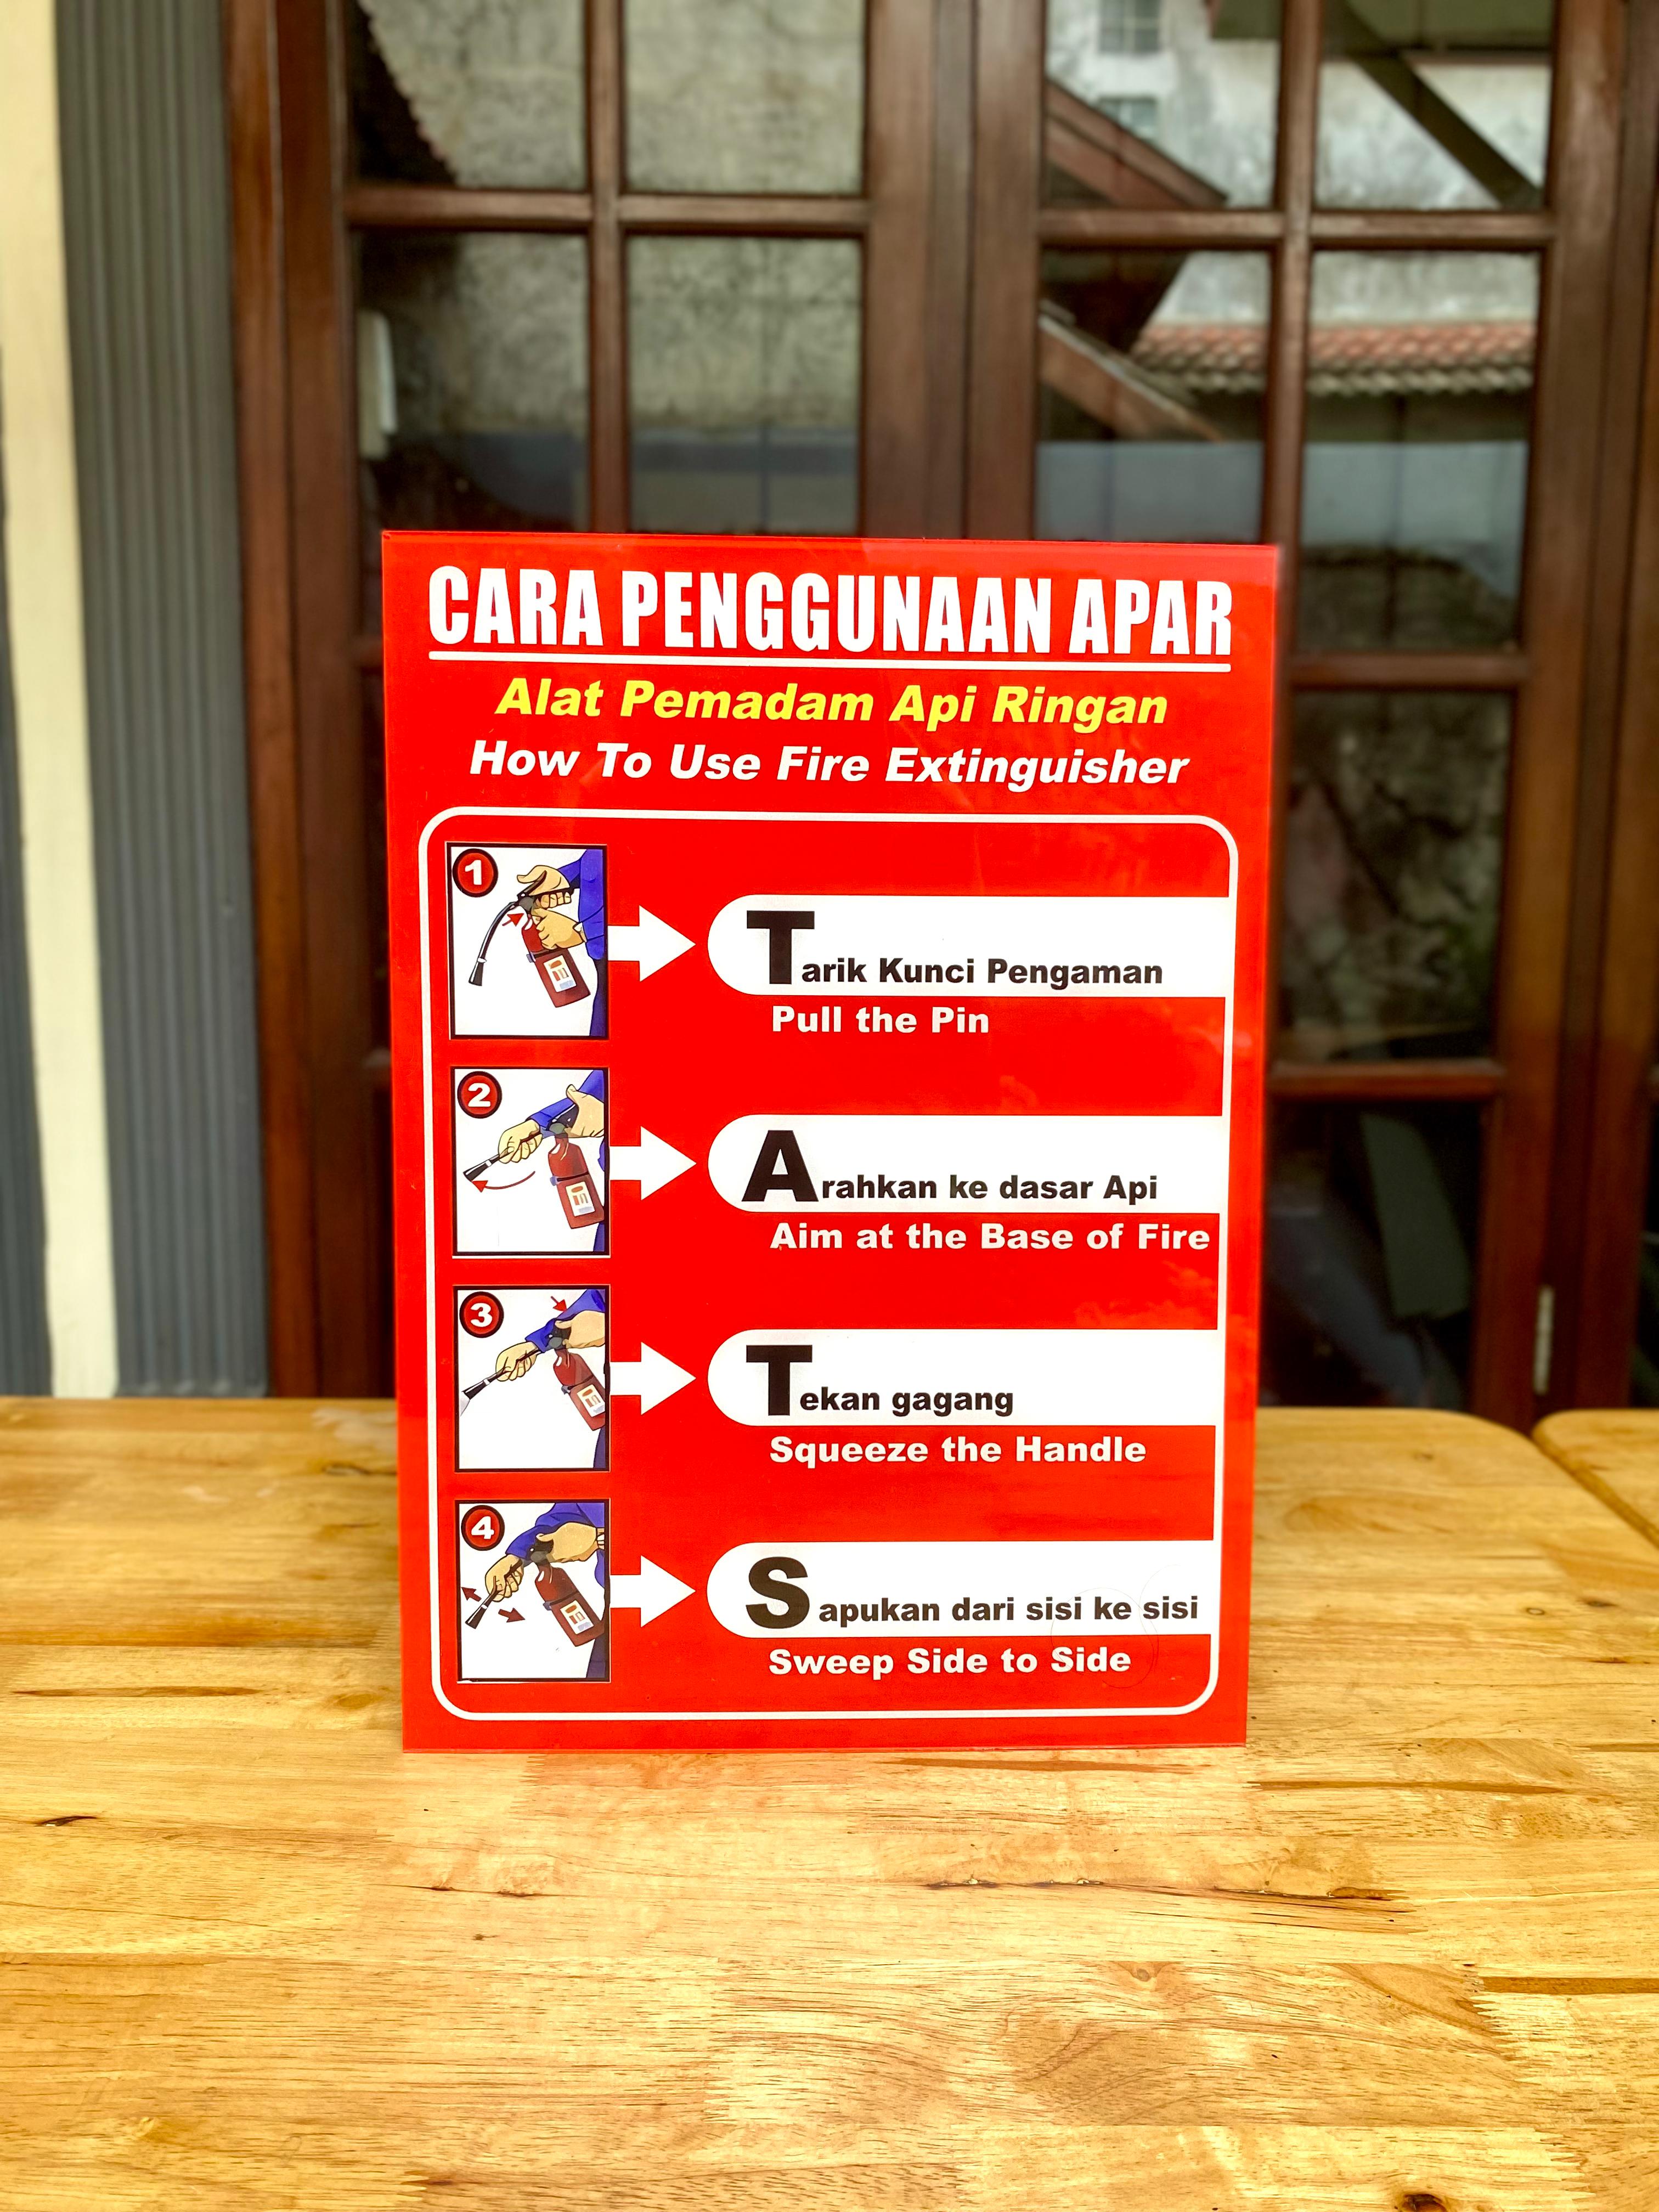 CARA PENGGUNAAN APAR
Alat Pemadam Api Ringan
How To Use Fire Extinguisher
1
Tarik Kunci Pengaman
Pull the Pin
2
Arahkan ke dasar Api
Aim at the Base of Fire
3
Tekan gagang
Squeeze the Handle
4
Sapukan dari sisi ke sisi
Sweep Side to Side